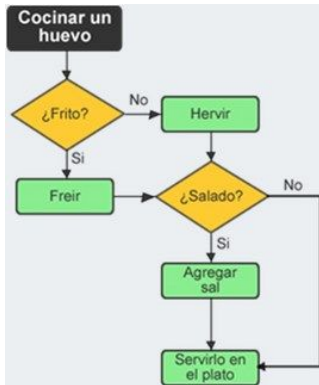 Cocinar un
huevo
¿Frito?
No
Hervir
Si
Freir
¿Salado?
No
Si
Agregar
sal
Servirlo en
el plato